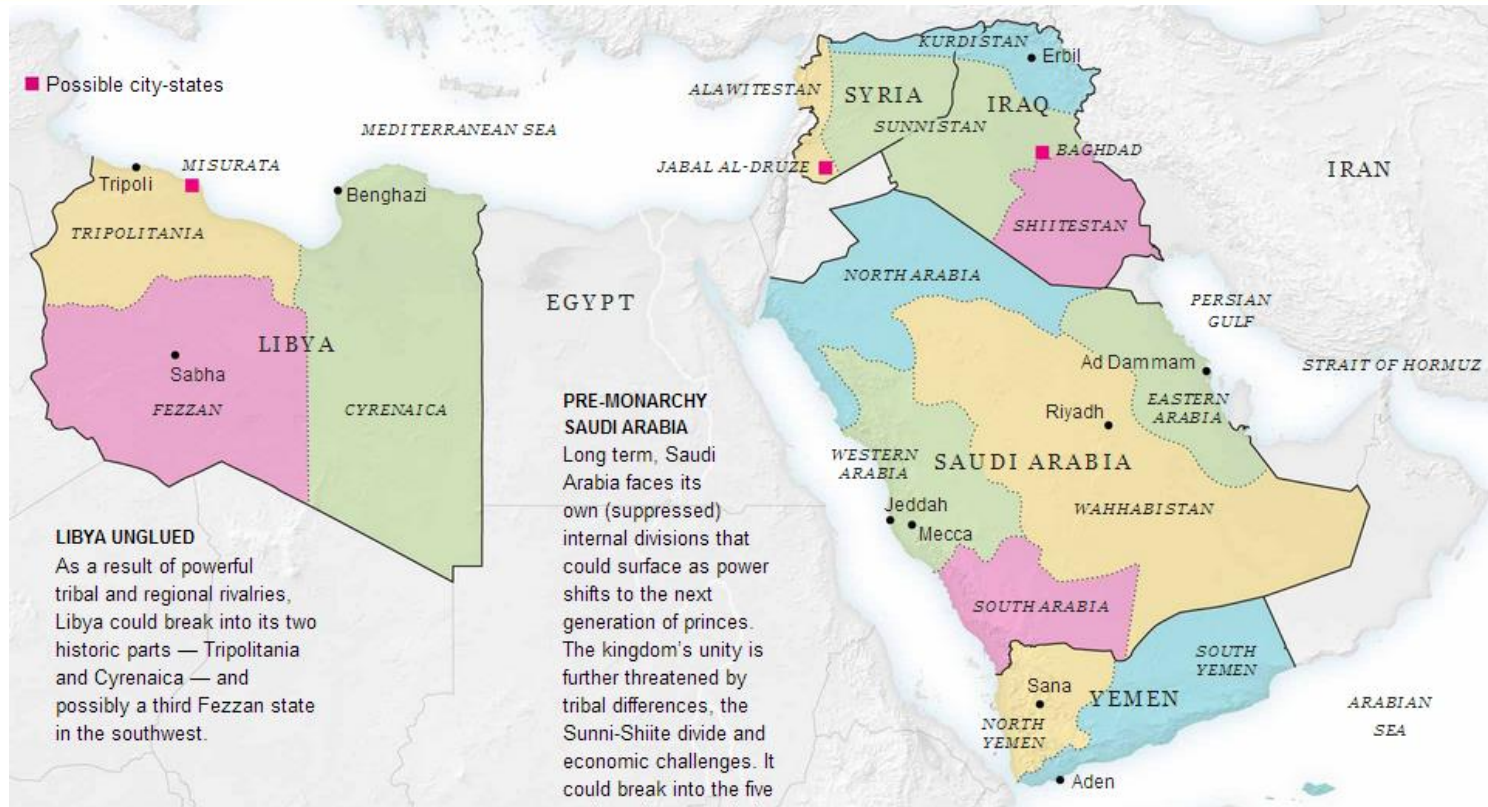 Possible city-states
MEDITERRANEAN SEA
MISURATA
Tripoli
Benghazi
TRIPOLITANIA
LIBYA
Sabha
FEZZAN
CYRENAICA
EGYPT
LIBYA UNGLUED
As a result of powerful
tribal and regional rivalries,
Libya could break into its two
historic parts — Tripolitania
and Cyrenaica — and
possibly a third Fezzan state
in the southwest.
PRE-MONARCHY
SAUDI ARABIA
Long term, Saudi
Arabia faces its
own (suppressed)
internal divisions that
could surface as power
shifts to the next
generation of princes.
The kingdom's unity is
further threatened by
tribal differences, the
Sunni-Shiite divide and
economic challenges. It
could break into the five
KURDISTAN
Erbil
ALAWITESTAN
SYRIA
IRAQ
SUNNISTAN
BAGHDAD
JABAL AL-DRUZE
IRAN
SHIITESTAN
NORTH ARABIA
PERSIAN
GULF
STRAIT OF HORMUZ
Ad Dammam
EASTERN
ARABIA
Riyadh
WESTERN
ARABIA
SAUDI ARABIA
WAHHABISTAN
Jeddah
Mecca
SOUTH ARABIA
SOUTH
YEMEN
Sana
YEMEN
NORTH
YEMEN
Aden
ARABIAN
SEA